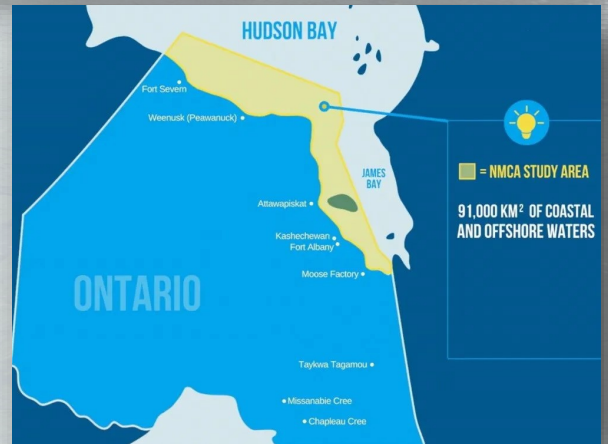 HUDSON BAY
Fort Severn
Weenusk (Peawanuck)
JAMES
BAY
= NMCA STUDY AREA
91,000 KM² OF COASTAL
AND OFFSHORE WATERS
Attawapiskat
Kashechewan
Fort Albany
Moose Factory
ONTARIO
Taykwa Tagamou
Missanabie Cree
Chapleau Cree